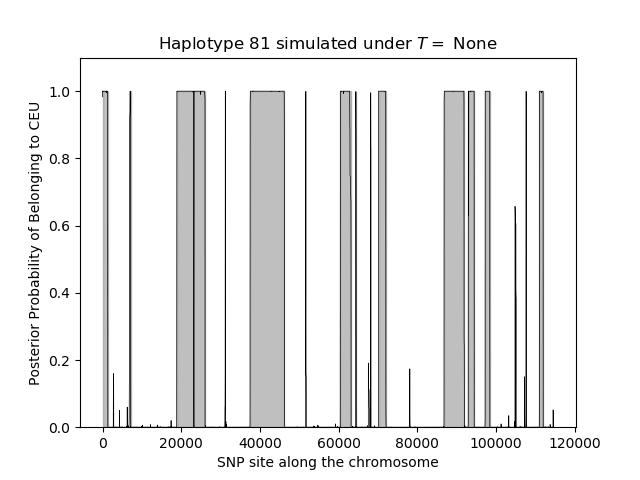 Haplotype 81 simulated under T = None
Posterior Probability of Belonging to CEU
1.0
0.8
0.6
0.4
0.2
0.0
0 20000 40000 60000 80000 100000 120000
SNP site along the chromosome